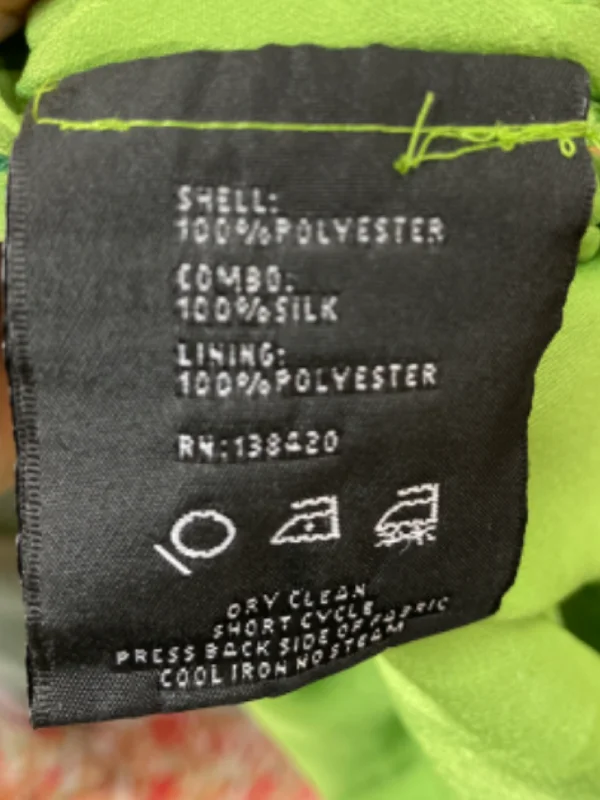 SHELL:
100%POLYESTER
COMBO:
100%SILK
LINING:
100%POLYESTER
RN:138420
DRY CLEAN
SHORT CYCLE
PRESS BACK SIDE OF FABRIC
COOL IRON NO STEAM